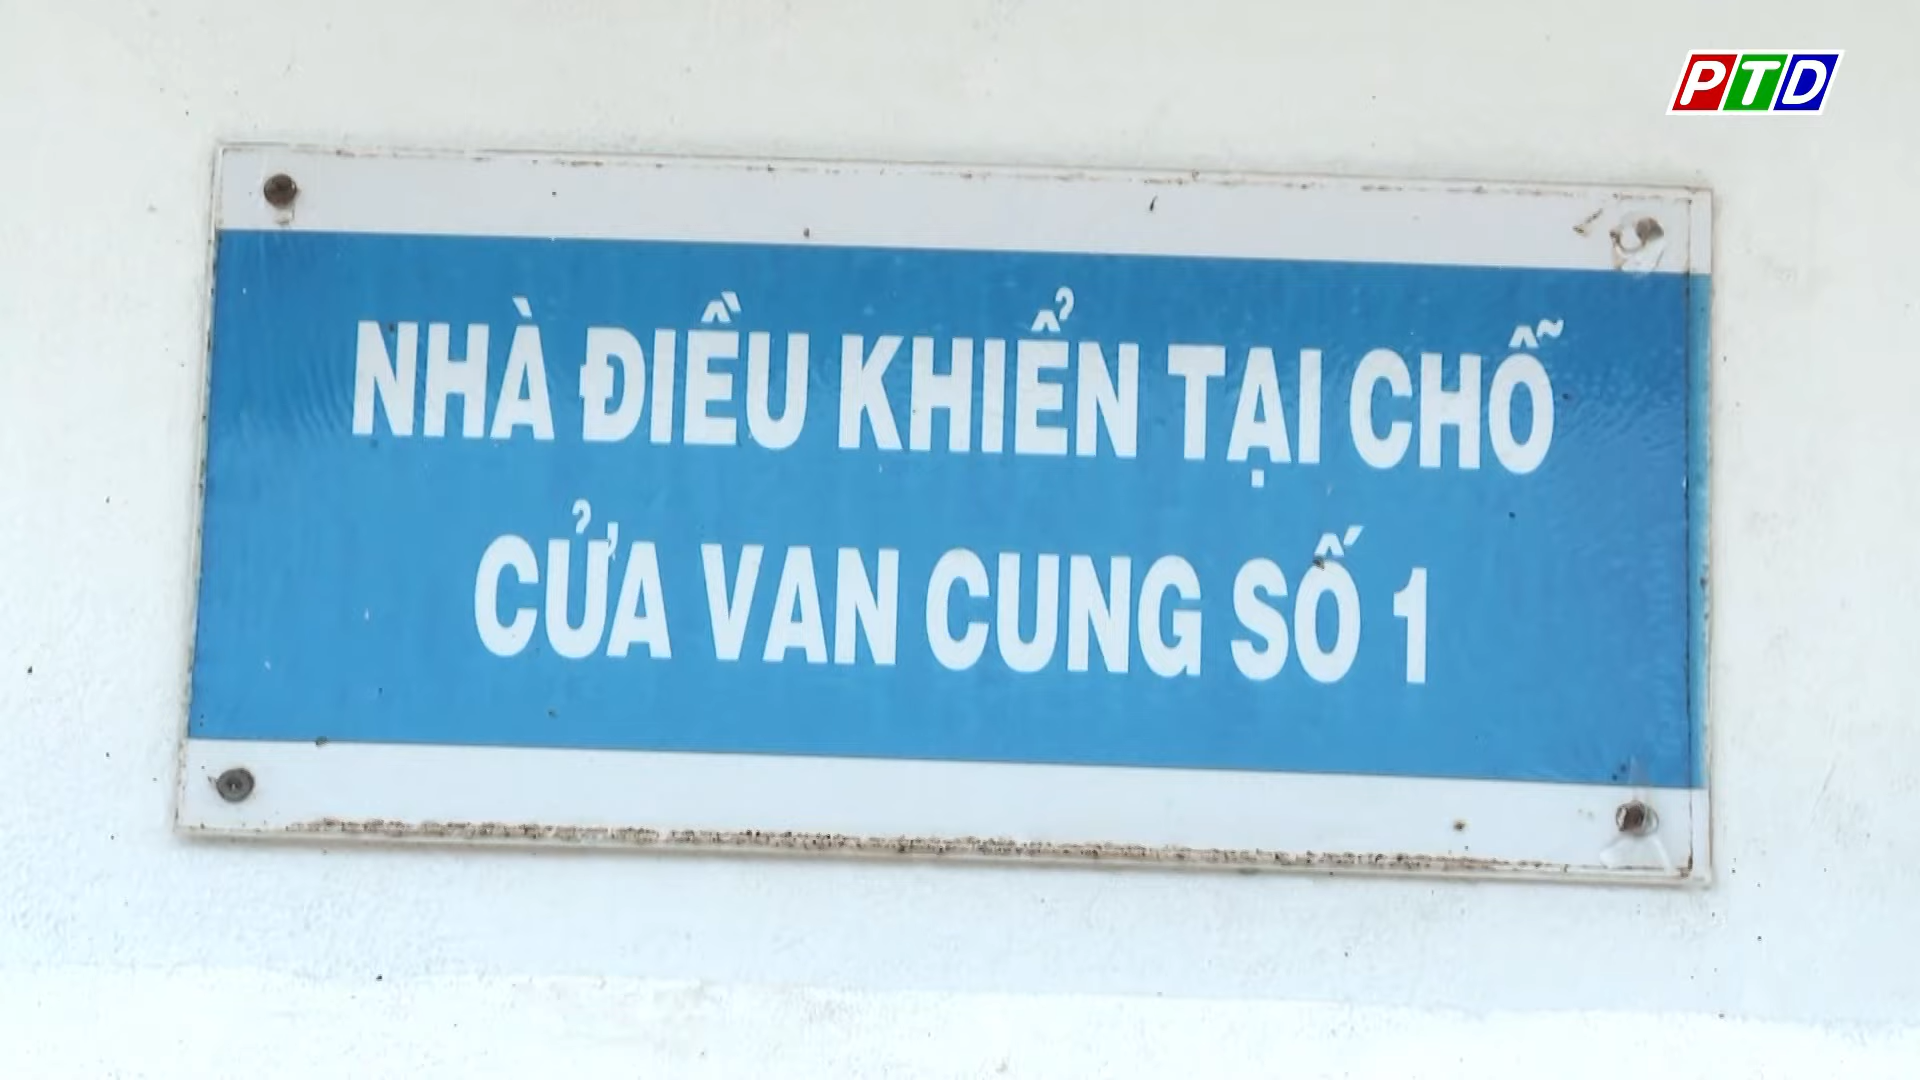 PTD
NHÀ ĐIỀU KHIỂN TẠI CHỖ
CỬA VAN CUNG SỐ 1